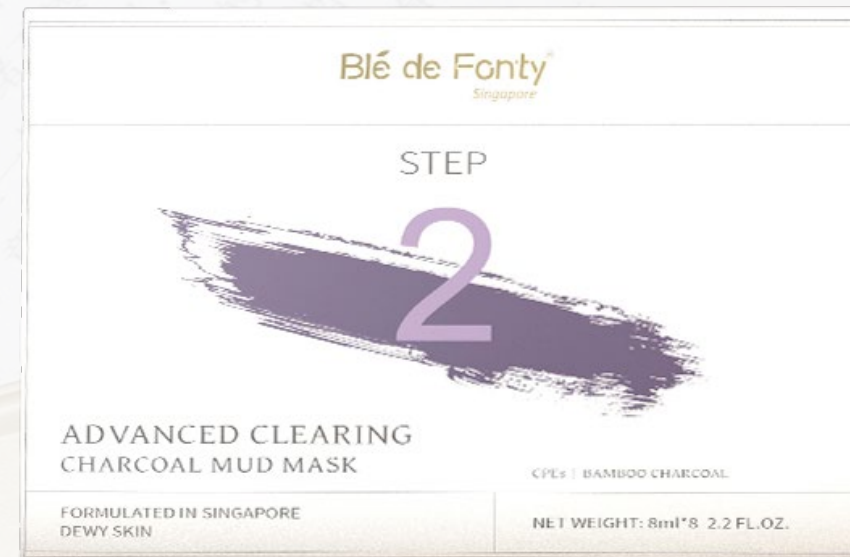 Blé de Fonty
Singapore
STEP
2
ADVANCED CLEARING
CHARCOAL MUD MASK
CPEs | BAMBOO CHARCOAL
FORMULATED IN SINGAPORE
DEWY SKIN
NET WEIGHT: 8ml*8 2.2 FL.OZ.